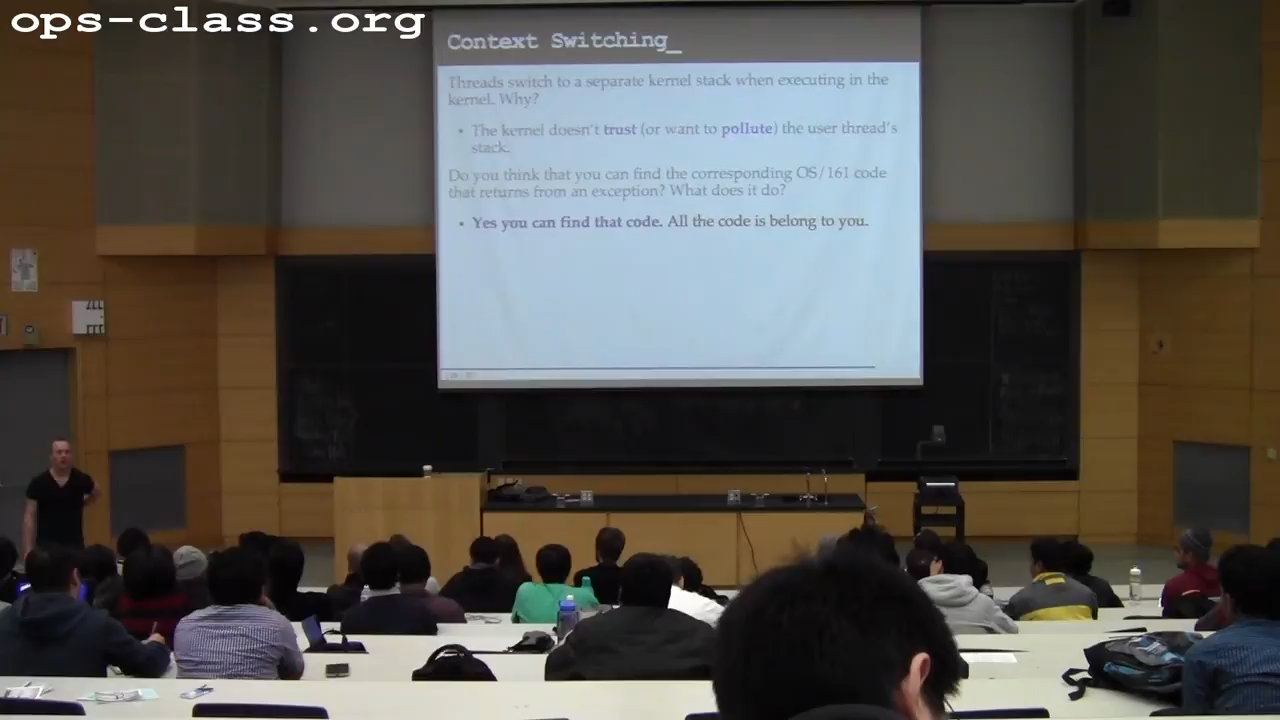 ops-class.org
Context Switching_
Threads switch to a separate kernel stack when executing in the
kernel. Why?
• The kernel doesn't trust (or want to pollute) the user thread's
stack.
Do you think that you can find the corresponding OS/161 code
that returns from an exception? What does it do?
• Yes you can find that code. All the code is belong to you.